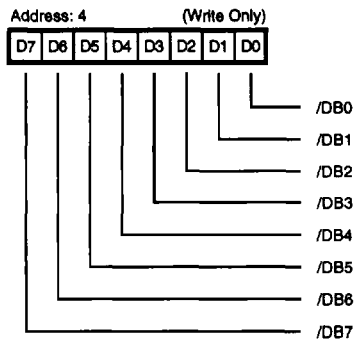 Address: 4 (Write Only)
D7 D6 D5 D4 D3 D2 D1 D0
/DB0
/DB1
/DB2
/DB3
/DB4
/DB5
/DB6
/DB7